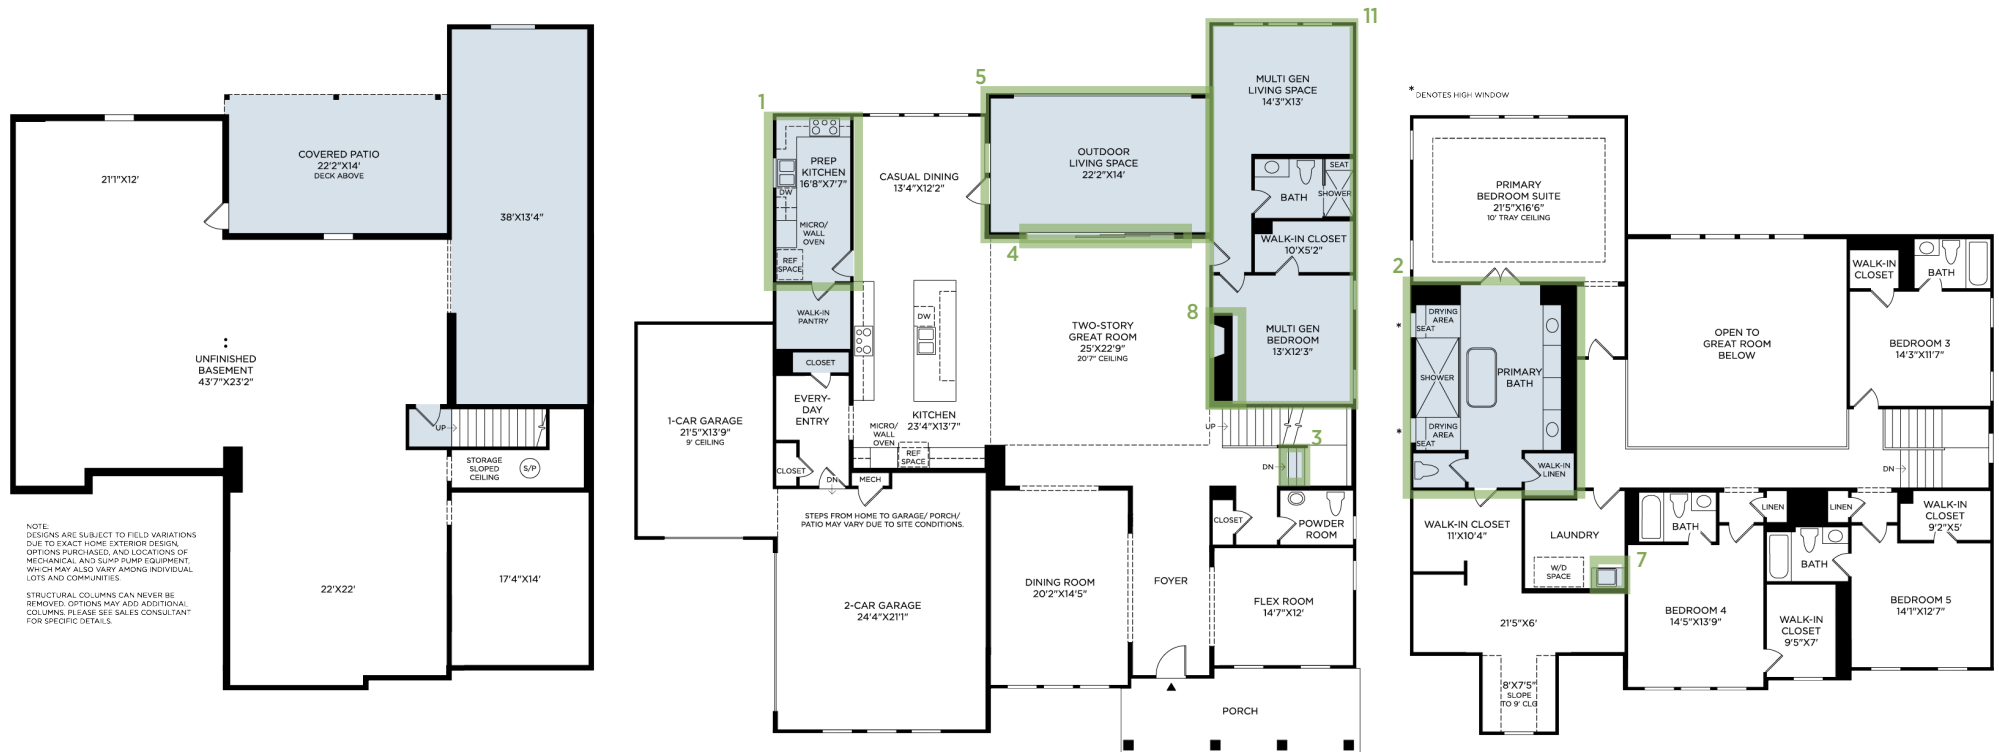 COVERED PATIO
22'2"X14'
DECK ABOVE
21'1"X12'
38'X13'4"
UNFINISHED
BASEMENT
43'7"X23'2"
UP
STORAGE
SLOPED
CEILING
S/P
22'X22'
17'4"X14'
NOTE:
DESIGNS ARE SUBJECT TO FIELD VARIATIONS
DUE TO EXACT HOME EXTERIOR DESIGN,
OPTIONS PURCHASED, AND LOCATIONS OF
MECHANICAL AND SUMP PUMP EQUIPMENT,
WHICH MAY ALSO VARY AMONG INDIVIDUAL
LOTS AND COMMUNITIES.
STRUCTURAL COLUMNS CAN NEVER BE
REMOVED. OPTIONS MAY ADD ADDITIONAL
COLUMNS. PLEASE SEE SALES CONSULTANT
FOR SPECIFIC DETAILS.
1
PREP
KITCHEN
16'8"X7'7"
DW
MICRO/
WALL
OVEN
REF
SPACE
WALK-IN
PANTRY
CLOSET
EVERY-
DAY
ENTRY
CLOSET
DN
MECH
1-CAR GARAGE
21'5"X13'9"
9' CEILING
CASUAL DINING
13'4"X12'2"
DW
KITCHEN
23'4"X13'7"
MICRO/
WALL
OVEN
REF
SPACE
STEPS FROM HOME TO GARAGE/ PORCH/
PATIO MAY VARY DUE TO SITE CONDITIONS.
2-CAR GARAGE
24'4"X21'1"
5
OUTDOOR
LIVING SPACE
22'2"X14'
4
TWO-STORY
GREAT ROOM
25'X22'9"
20'7" CEILING
11
MULTI GEN
LIVING SPACE
14'3"X13'
SEAT
SHOWER
BATH
WALK-IN CLOSET
10'X5'2"
8
MULTI GEN
BEDROOM
13'X12'3"
UP
3
DN
CLOSET
POWDER
ROOM
DINING ROOM
20'2"X14'5"
FOYER
FLEX ROOM
14'7"X12'
PORCH
* DENOTES HIGH WINDOW
PRIMARY
BEDROOM SUITE
21'5"X16'6"
10' TRAY CEILING
2
DRYING
AREA
SEAT
*
SHOWER
PRIMARY
BATH
DRYING
AREA
*
SEAT
WALK-IN
LINEN
WALK-IN CLOSET
11'X10'4"
LAUNDRY
W/D
SPACE
7
21'5"X6'
8'X7'5"
SLOPE
TO 9' CLG
OPEN TO
GREAT ROOM
BELOW
WALK-IN
CLOSET
BATH
BEDROOM 3
14'3"X11'7"
DN
BATH
LINEN
LINEN
WALK-IN
CLOSET
9'2"X5'
BATH
BEDROOM 4
14'5"X13'9"
WALK-IN
CLOSET
9'5"X7'
BEDROOM 5
14'1"X12'7"